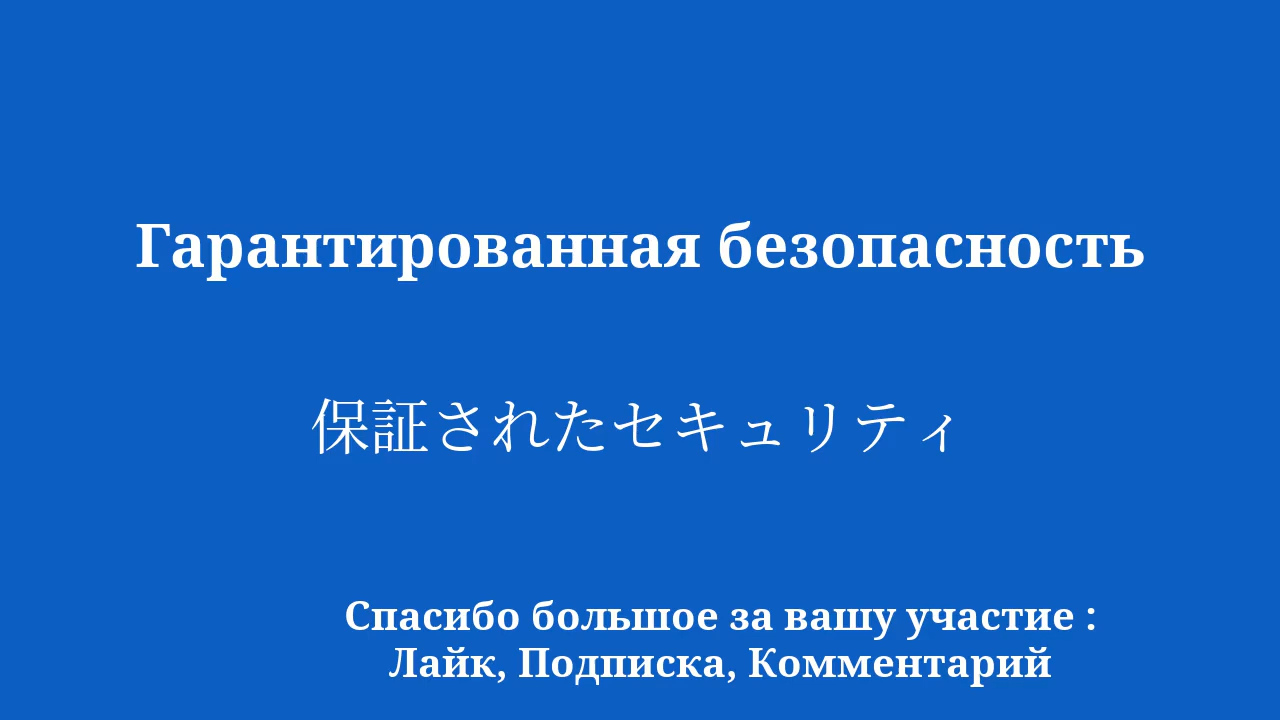 Гарантированная безопасность
保証されたセキュリティ
Спасибо большое за вашу участие :
Лайк, Подписка, Комментарий